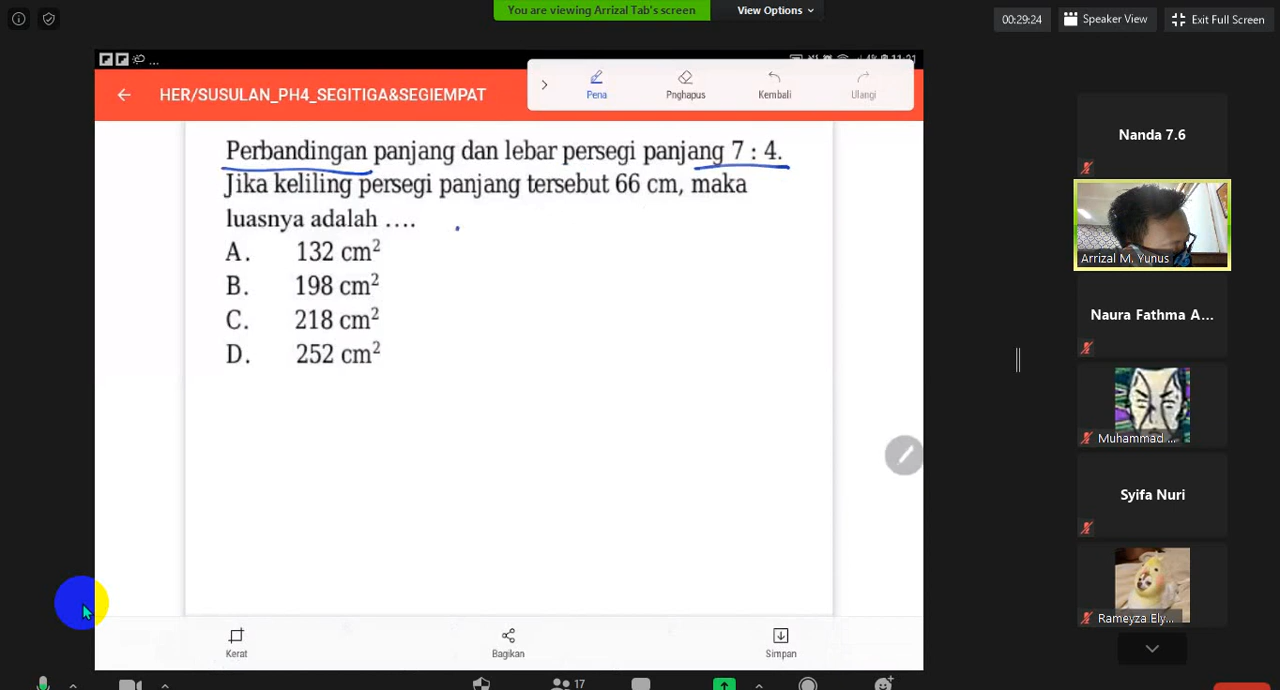 You are viewing Arrizal Tab's screen
View Options
00:29:24
Speaker View
Exit Full Screen
...
HER/SUSULAN_PH4_SEGITIGA&SEGIEMPAT
Pena
Pnghapus
Kembali
Ulangi
Perbandingan panjang dan lebar persegi panjang 7 : 4.
Jika keliling persegi panjang tersebut 66 cm, maka
luasnya adalah ....
A. 132 cm²
B. 198 cm²
C. 218 cm²
D. 252 cm²
Kerat
Bagikan
Simpan
Nanda 7.6
Arrizal M. Yunus
Naura Fathma A...
Muhammad ...
Syifa Nuri
Rameyza Ely...
17